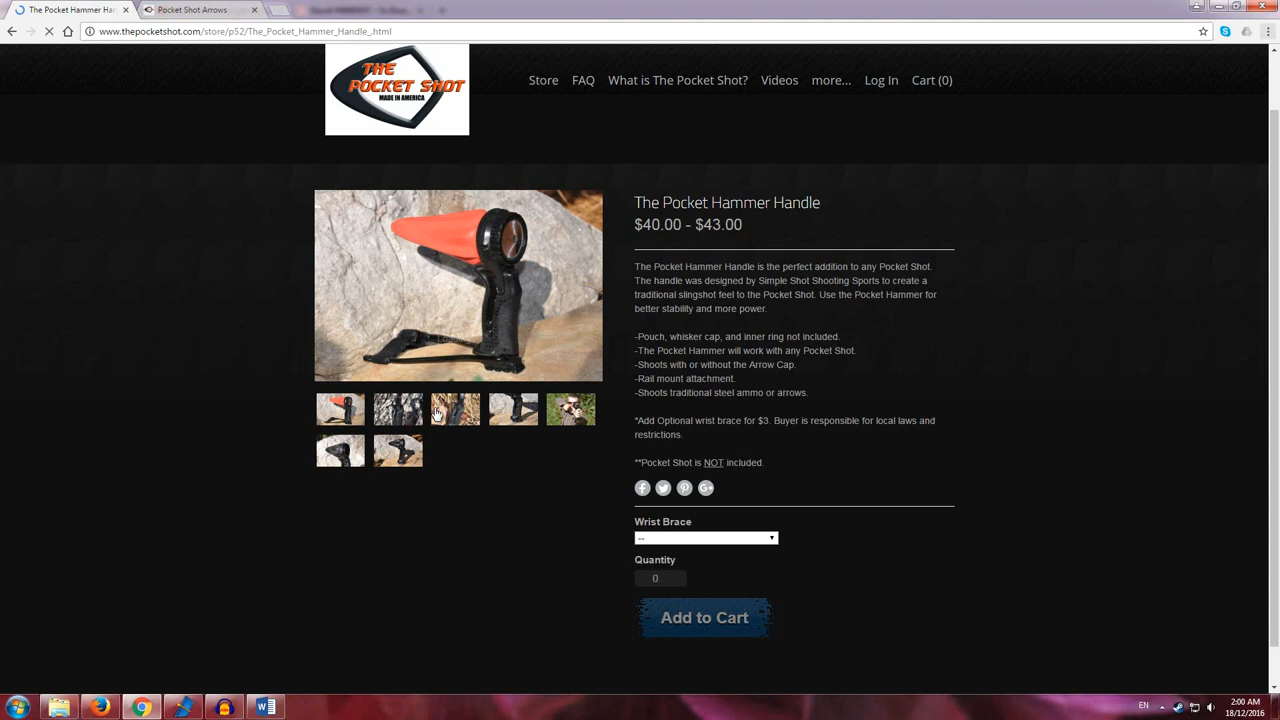 The Pocket Hammer Har
Pocket Shot Arrows
www.thepocketshot.com/store/p52/The_Pocket_Hammer_Handle_.html
THE
POCKET SHOT
MADE IN AMERICA
Store FAQ What is The Pocket Shot? Videos more... Log In Cart (0)
The Pocket Hammer Handle
$40.00 - $43.00
The Pocket Hammer Handle is the perfect addition to any Pocket Shot.
The handle was designed by Simple Shot Shooting Sports to create a
traditional slingshot feel to the Pocket Shot. Use the Pocket Hammer for
better stability and more power.
-Pouch, whisker cap, and inner ring not included.
-The Pocket Hammer will work with any Pocket Shot.
-Shoots with or without the Arrow Cap.
-Rail mount attachment.
-Shoots traditional steel ammo or arrows.
*Add Optional wrist brace for $3. Buyer is responsible for local laws and
restrictions.
**Pocket Shot is NOT included.
Wrist Brace
--
Quantity
0
Add to Cart
EN
2:00 AM
18/12/2016